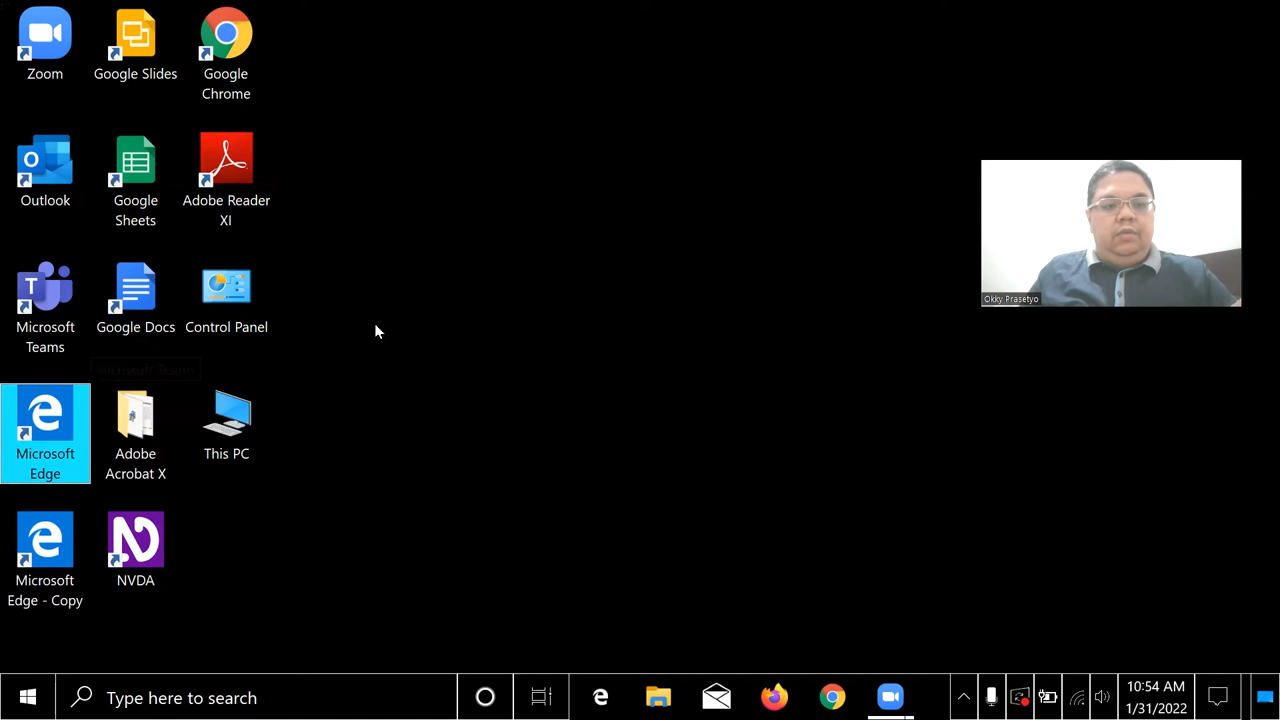 Zoom
Google Slides
Google
Chrome
Outlook
Google
Sheets
Adobe Reader
XI
Microsoft
Teams
Google Docs
Control Panel
Microsoft
Edge
Adobe
Acrobat X
This PC
Microsoft
Edge - Copy
NVDA
Okky Prasetyo
Type here to search
10:54 AM
1/31/2022